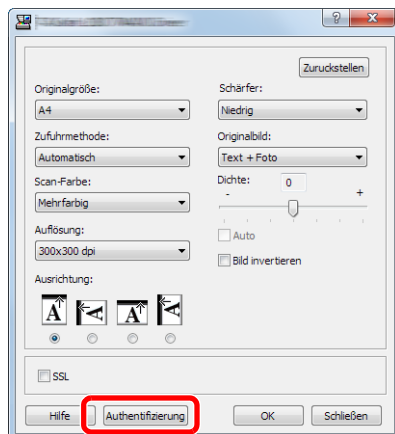 Zuruckstellen
Originalgröße:
A4
Zufuhrmethode:
Automatisch
Scan-Farbe:
Mehrfarbig
Auflösung:
300x300 dpi
Ausrichtung:
A A A A
Schärfer:
Niedrig
Originalbild:
Text + Foto
Dichte: 0
- +
Auto
Bild invertieren
SSL
Hilfe Authentifizierung OK Schließen